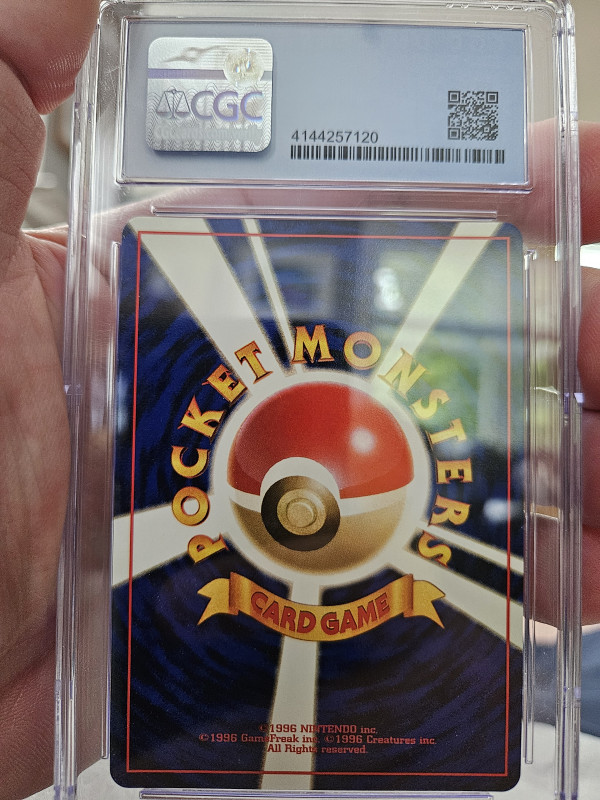 CGC
4144257120
POCKET MONSTERS
CARD GAME
©1996 NINTENDO inc.
©1996 GameFreak inc. ©1996 Creatures inc.
All Rights reserved.